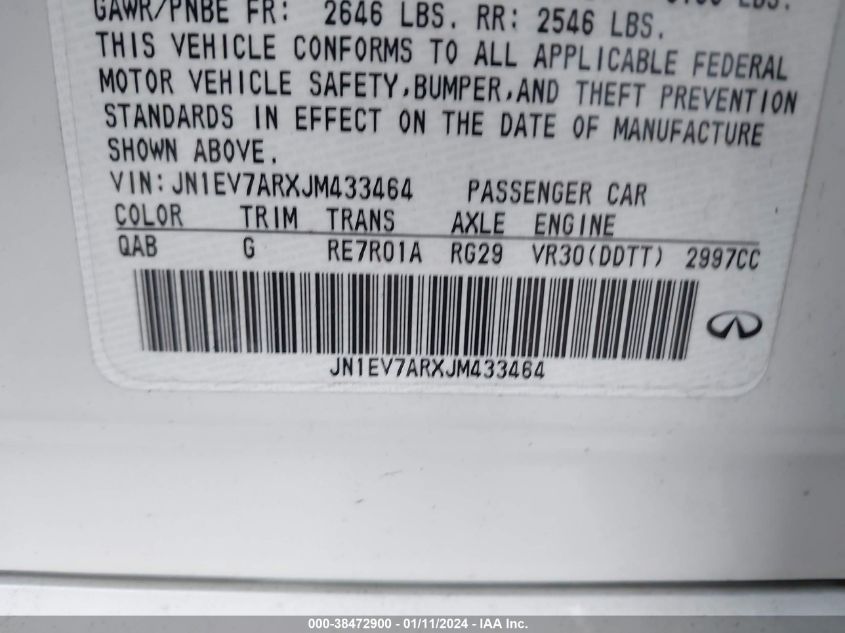 GAWR/PNBE FR: 2646 LBS. RR: 2546 LBS.
THIS VEHICLE CONFORMS TO ALL APPLICABLE FEDERAL
MOTOR VEHICLE SAFETY,BUMPER,AND THEFT PREVENTION
STANDARDS IN EFFECT ON THE DATE OF MANUFACTURE
SHOWN ABOVE.
VIN:JN1EV7ARXJM433464 PASSENGER CAR
COLOR TRIM TRANS AXLE ENGINE
QAB G RE7R01A RG29 VR30(DDTT) 2997CC
JN1EV7ARXJM433464
000-38472900 - 01/11/2024 - IAA Inc.